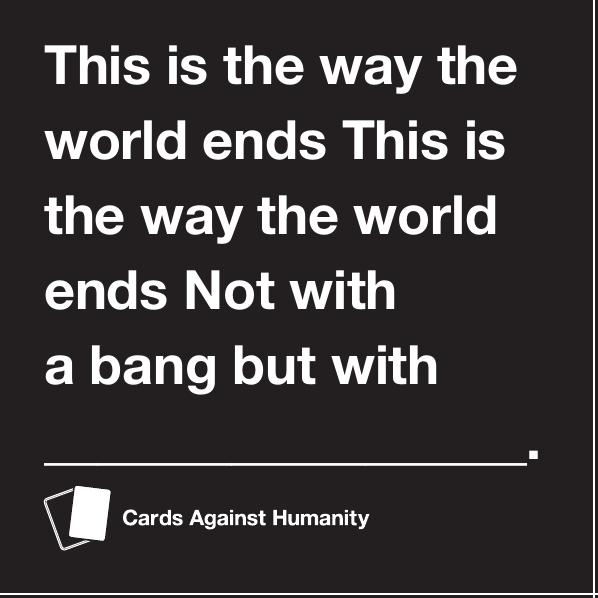 This is the way the
world ends This is
the way the world
ends Not with
a bang but with
____________________.
Cards Against Humanity